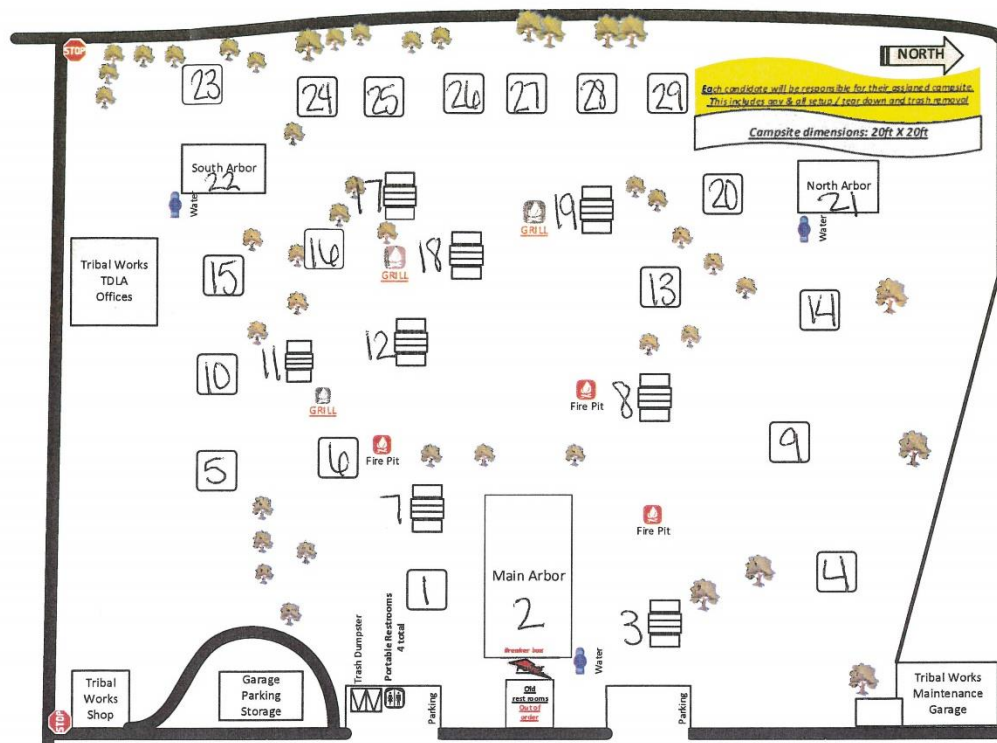 STOP
NORTH
Each candidate will be responsible for their assigned campsite.
This includes any & all setup / tear down and trash removal
Campsite dimensions: 20ft X 20ft
23
24
25
26
27
28
29
South Arbor
22
Water
17
GRILL
19
20
North Arbor
21
Water
Tribal Works
TDLA
Offices
15
16
GRILL
18
13
14
10
11
12
GRILL
Fire Pit
8
5
6
Fire Pit
9
7
Fire Pit
1
Main Arbor
2
Breaker box
3
4
Water
Trash Dumpster
Portable Restrooms
4 total
Parking
Old
restrooms
Out of
order
Parking
Tribal
Works
Shop
Garage
Parking
Storage
Tribal Works
Maintenance
Garage
STOP